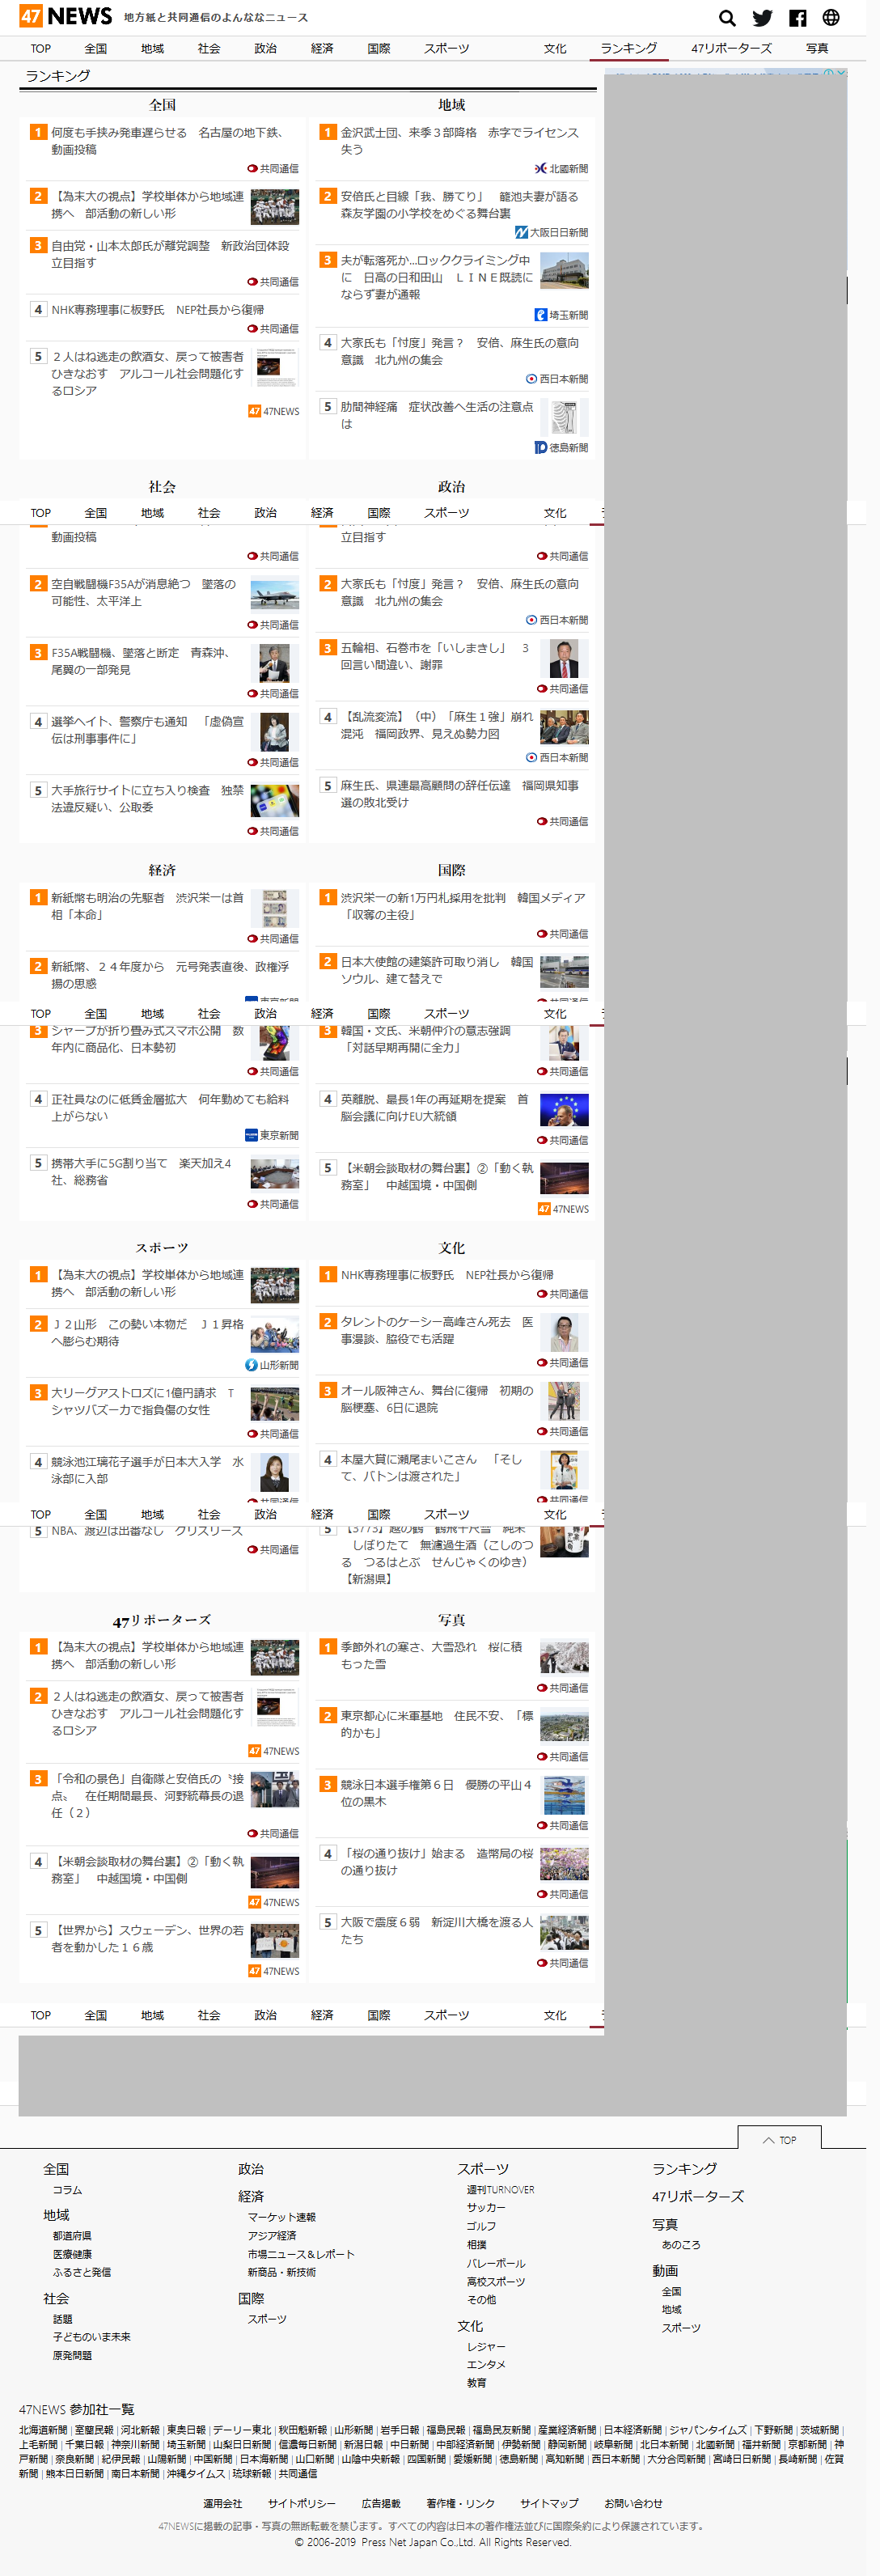 47 NEWS 地方紙と共同通信のよんななニュース
TOP 全国 地域 社会 政治 経済 国際 スポーツ 文化 ランキング 47リポーターズ 写真
ランキング
全国
1 何度も手挟み発車遅らせる　名古屋の地下鉄、
動画投稿
共同通信
2 【為末大の視点】学校単体から地域連
携へ　部活動の新しい形
3 自由党・山本太郎氏が離党調整　新政治団体設
立目指す
共同通信
4 NHK専務理事に板野氏　NEP社長から復帰
共同通信
5 ２人はね逃走の飲酒女、戻って被害者
ひきなおす　アルコール社会問題化す
るロシア
47 47NEWS
地域
1 金沢武士団、来季３部降格　赤字でライセンス
失う
北國新聞
2 安倍氏と目線「我、勝てり」　籠池夫妻が語る
森友学園の小学校をめぐる舞台裏
大阪日日新聞
3 夫が転落死か…ロッククライミング中
に　日高の日和田山　ＬＩＮＥ既読に
ならず妻が通報
埼玉新聞
4 大家氏も「忖度」発言？　安倍、麻生氏の意向
意識　北九州の集会
西日本新聞
5 肋間神経痛　症状改善へ生活の注意点
は
徳島新聞
社会
政治
TOP 全国 地域 社会 政治 経済 国際 スポーツ 文化
動画投稿
共同通信
2 空自戦闘機F35Aが消息絶つ　墜落の
可能性、太平洋上
共同通信
3 F35A戦闘機、墜落と断定　青森沖、
尾翼の一部発見
共同通信
4 選挙ヘイト、警察庁も通知　「虚偽宣
伝は刑事事件に」
共同通信
5 大手旅行サイトに立ち入り検査　独禁
法違反疑い、公取委
共同通信
立目指す
共同通信
2 大家氏も「忖度」発言？　安倍、麻生氏の意向
意識　北九州の集会
西日本新聞
3 五輪相、石巻市を「いしまきし」　3
回言い間違い、謝罪
共同通信
4 【乱流変流】（中）「麻生１強」崩れ
混沌　福岡政界、見えぬ勢力図
西日本新聞
5 麻生氏、県連最高顧問の辞任伝達　福岡県知事
選の敗北受け
共同通信
経済
1 新紙幣も明治の先駆者　渋沢栄一は首
相「本命」
共同通信
2 新紙幣、２４年度から　元号発表直後、政権浮
揚の思惑
東京新聞
国際
1 渋沢栄一の新1万円札採用を批判　韓国メディア
「収奪の主役」
共同通信
2 日本大使館の建築許可取り消し　韓国
ソウル、建て替えで
共同通信
TOP 全国 地域 社会 政治 経済 国際 スポーツ 文化
3 シャープが折り畳み式スマホ公開　数
年内に商品化、日本勢初
共同通信
4 正社員なのに低賃金層拡大　何年勤めても給料
上がらない
東京新聞
5 携帯大手に5G割り当て　楽天加え4
社、総務省
共同通信
3 韓国・文氏、米朝仲介の意志強調
「対話早期再開に全力」
共同通信
4 英離脱、最長1年の再延期を提案　首
脳会議に向けEU大統領
共同通信
5 【米朝会談取材の舞台裏】②「動く執
務室」　中越国境・中国側
47 47NEWS
スポーツ
1 【為末大の視点】学校単体から地域連
携へ　部活動の新しい形
2 Ｊ２山形　この勢い本物だ　Ｊ１昇格
へ膨らむ期待
山形新聞
3 大リーグアストロズに1億円請求　T
シャツバズーカで指負傷の女性
共同通信
4 競泳池江璃花子選手が日本大入学　水
泳部に入部
共同通信
文化
1 NHK専務理事に板野氏　NEP社長から復帰
共同通信
2 タレントのケーシー高峰さん死去　医
事漫談、脇役でも活躍
共同通信
3 オール阪神さん、舞台に復帰　初期の
脳梗塞、6日に退院
共同通信
4 本屋大賞に瀬尾まいこさん　「そし
て、バトンは渡された」
共同通信
TOP 全国 地域 社会 政治 経済 国際 スポーツ 文化
5 NBA、渡辺は出番なし　グリズリーズ
共同通信
5 【3773】越の鶴　鶴飛千尺雪　純米
しぼりたて　無濾過生酒（こしのつ
る　つるはとぶ　せんじゃくのゆき）
【新潟県】
47リポーターズ
1 【為末大の視点】学校単体から地域連
携へ　部活動の新しい形
2 ２人はね逃走の飲酒女、戻って被害者
ひきなおす　アルコール社会問題化す
るロシア
47 47NEWS
3 「令和の景色」自衛隊と安倍氏の〝接
点〟　在任期間最長、河野統幕長の退
任（２）
共同通信
4 【米朝会談取材の舞台裏】②「動く執
務室」　中越国境・中国側
47 47NEWS
5 【世界から】スウェーデン、世界の若
者を動かした１６歳
47 47NEWS
写真
1 季節外れの寒さ、大雪恐れ　桜に積
もった雪
共同通信
2 東京都心に米軍基地　住民不安、「標
的かも」
共同通信
3 競泳日本選手権第６日　優勝の平山４
位の黒木
共同通信
4 「桜の通り抜け」始まる　造幣局の桜
の通り抜け
共同通信
5 大阪で震度６弱　新淀川大橋を渡る人
たち
共同通信
TOP 全国 地域 社会 政治 経済 国際 スポーツ 文化
TOP
全国
コラム
地域
都道府県
医療健康
ふるさと発信
社会
話題
子どものいま未来
原発問題
政治
経済
マーケット速報
アジア経済
市場ニュース＆レポート
新商品・新技術
国際
スポーツ
スポーツ
週刊TURNOVER
サッカー
ゴルフ
相撲
バレーボール
高校スポーツ
その他
文化
レジャー
エンタメ
教育
ランキング
47リポーターズ
写真
あのころ
動画
全国
地域
スポーツ
47NEWS 参加社一覧
北海道新聞 | 室蘭民報 | 河北新報 | 東奥日報 | デーリー東北 | 秋田魁新報 | 山形新聞 | 岩手日報 | 福島民報 | 福島民友新聞 | 産業経済新聞 | 日本経済新聞 | ジャパンタイムズ | 下野新聞 | 茨城新聞 |
上毛新聞 | 千葉日報 | 神奈川新聞 | 埼玉新聞 | 山梨日日新聞 | 信濃毎日新聞 | 新潟日報 | 中日新聞 | 中部経済新聞 | 伊勢新聞 | 静岡新聞 | 岐阜新聞 | 北日本新聞 | 北國新聞 | 福井新聞 | 京都新聞 | 神
戸新聞 | 奈良新聞 | 紀伊民報 | 山陽新聞 | 中国新聞 | 日本海新聞 | 山口新聞 | 山陰中央新報 | 四国新聞 | 愛媛新聞 | 徳島新聞 | 高知新聞 | 西日本新聞 | 大分合同新聞 | 宮崎日日新聞 | 長崎新聞 | 佐賀
新聞 | 熊本日日新聞 | 南日本新聞 | 沖縄タイムス | 琉球新報 | 共同通信
運用会社 サイトポリシー 広告掲載 著作権・リンク サイトマップ お問い合わせ
47NEWSに掲載の記事・写真の無断転載を禁じます。すべての内容は日本の著作権法並びに国際条約により保護されています。
© 2006-2019 Press Net Japan Co.,Ltd. All Rights Reserved.